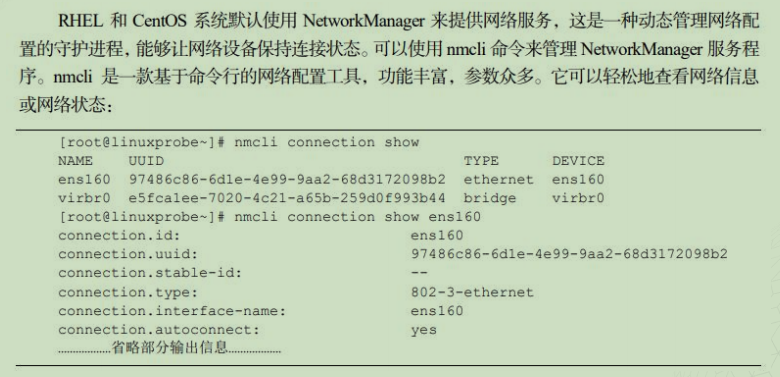 RHEL 和 CentOS 系统默认使用 NetworkManager 来提供网络服务，这是一种动态管理网络配
置的守护进程，能够让网络设备保持连接状态。可以使用 nmcli 命令来管理 NetworkManager 服务程
序。nmcli 是一款基于命令行的网络配置工具，功能丰富，参数众多。它可以轻松地查看网络信息
或网络状态：
[root@linuxprobe~]# nmcli connection show
NAME UUID TYPE DEVICE
ens160 97486c86-6d1e-4e99-9aa2-68d3172098b2 ethernet ens160
virbr0 e5fca1ee-7020-4c21-a65b-259d0f993b44 bridge virbr0
[root@linuxprobe~]# nmcli connection show ens160
connection.id: ens160
connection.uuid: 97486c86-6d1e-4e99-9aa2-68d3172098b2
connection.stable-id: --
connection.type: 802-3-ethernet
connection.interface-name: ens160
connection.autoconnect: yes
………………省略部分输出信息………………